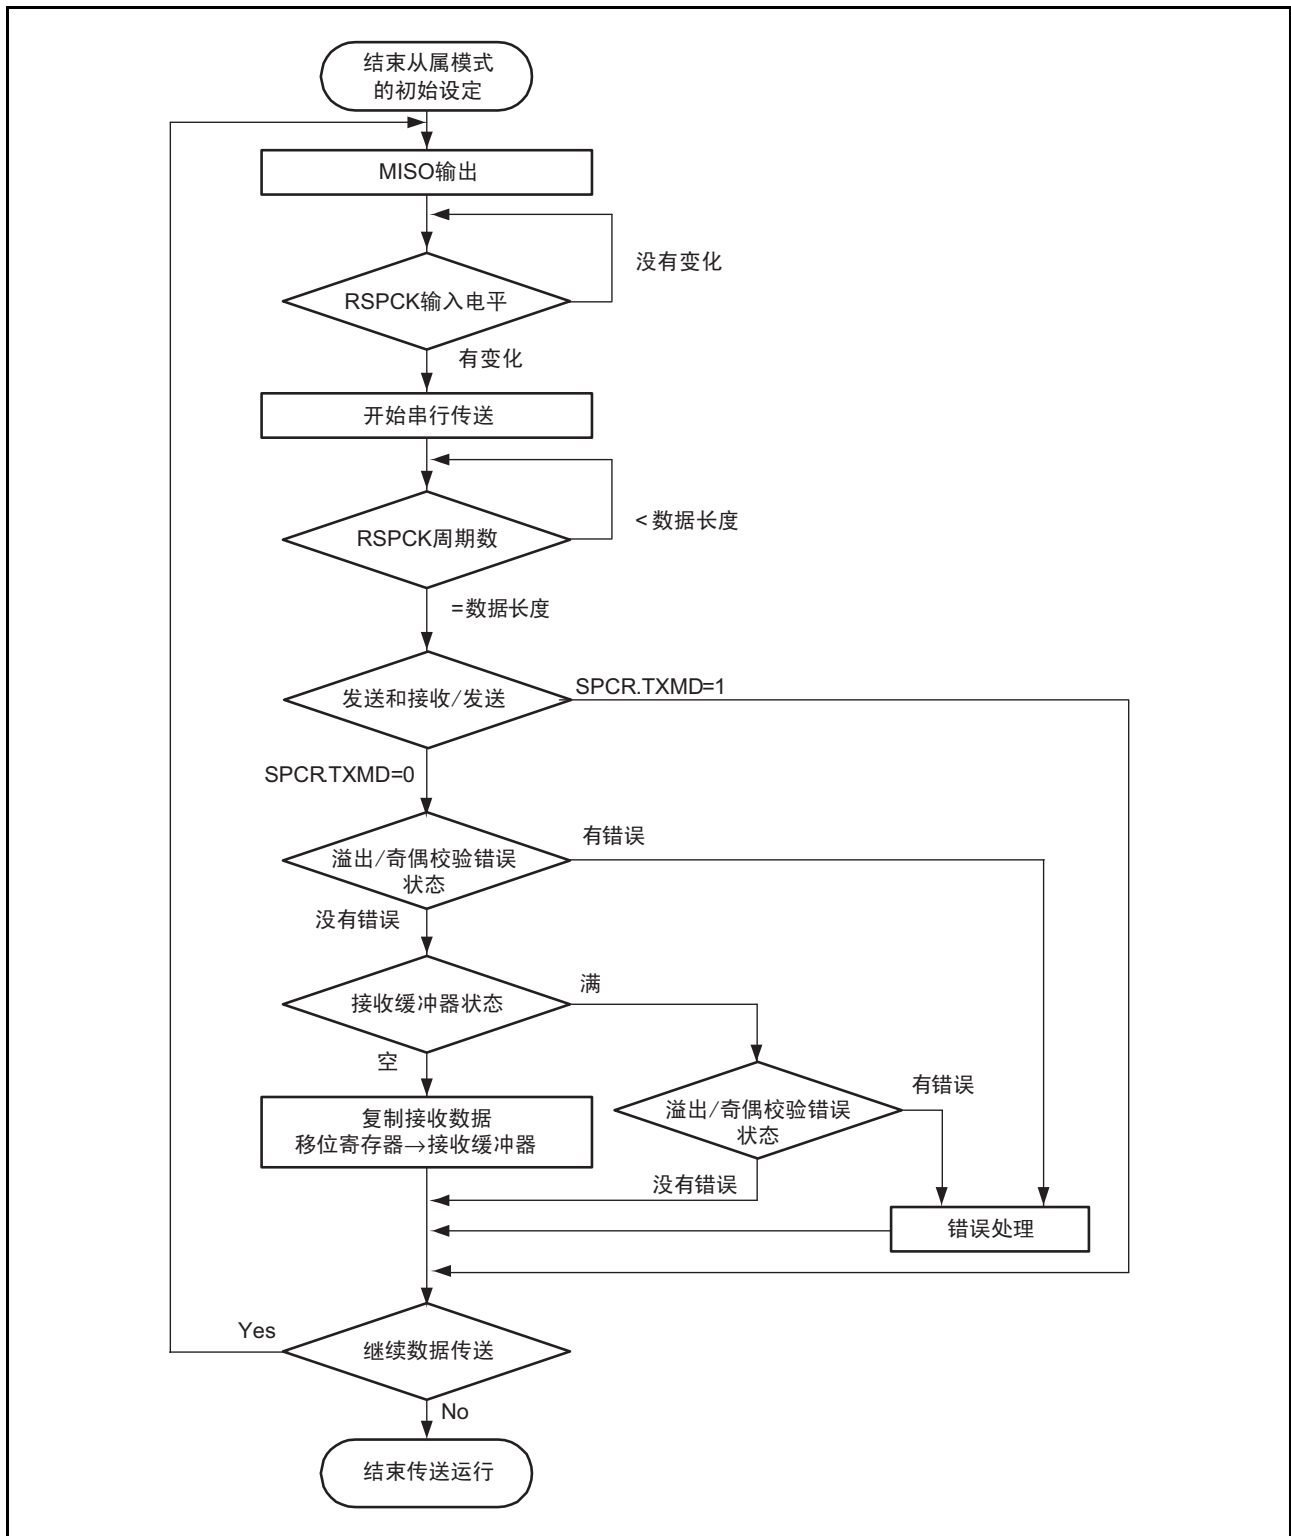 结束从属模式
的初始设定
MISO输出
没有变化
RSPCK输入电平
有变化
开始串行传送
<数据长度
RSPCK周期数
=数据长度
发送和接收/发送
SPCR.TXMD=1
SPCR.TXMD=0
有错误
溢出/奇偶校验错误
状态
没有错误
满
接收缓冲器状态
空
有错误
复制接收数据
移位寄存器→接收缓冲器
溢出/奇偶校验错误
状态
没有错误
错误处理
Yes
继续数据传送
No
结束传送运行